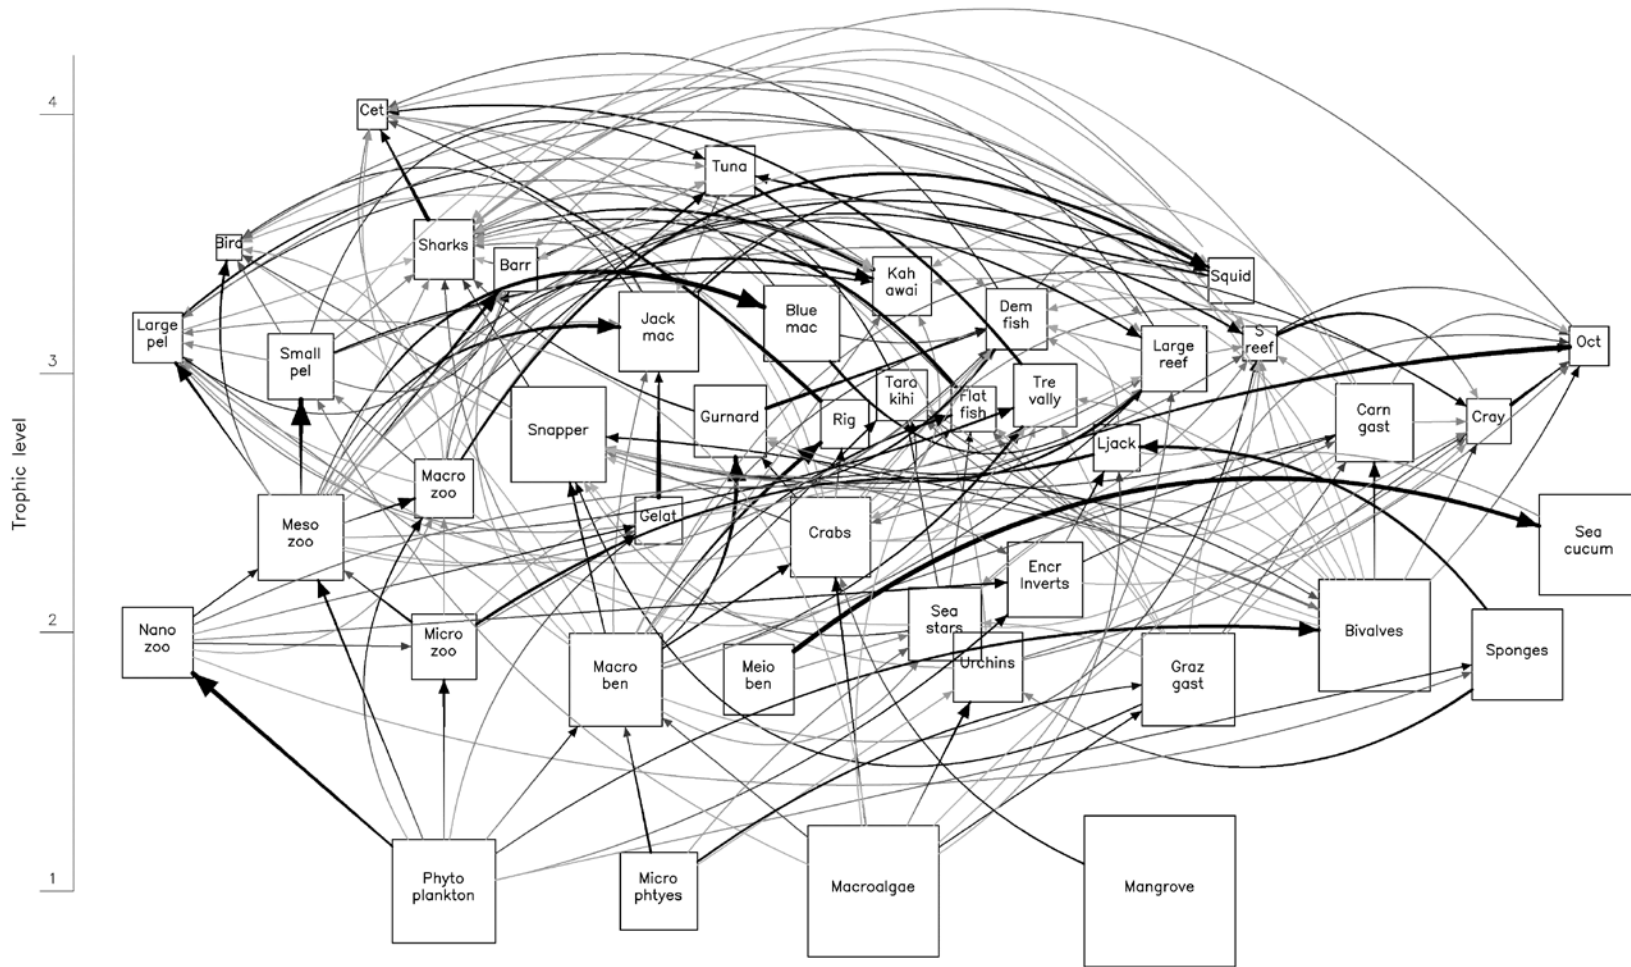 4
Cet
Tuna
Bird
Sharks
Barr
Kah
awai
Squid
Large
pel
Small
pel
Jack
mac
Blue
mac
Dem
fish
Large
reef
S
reef
Oct
3
Snapper
Gurnard
Rig
Tara
kihi
Flat
fish
Tre
vally
Ljack
Carn
gast
Cray
Trophic level
Macro
zoo
Meso
zoo
Gelat
Crabs
Encr
Inverts
Sea
cucum
2
Nano
zoo
Micro
zoo
Macro
ben
Meio
ben
Sea
stars
Urchins
Graz
gast
Bivalves
Sponges
1
Phyto
plankton
Micro
phtyes
Macroalgae
Mangrove